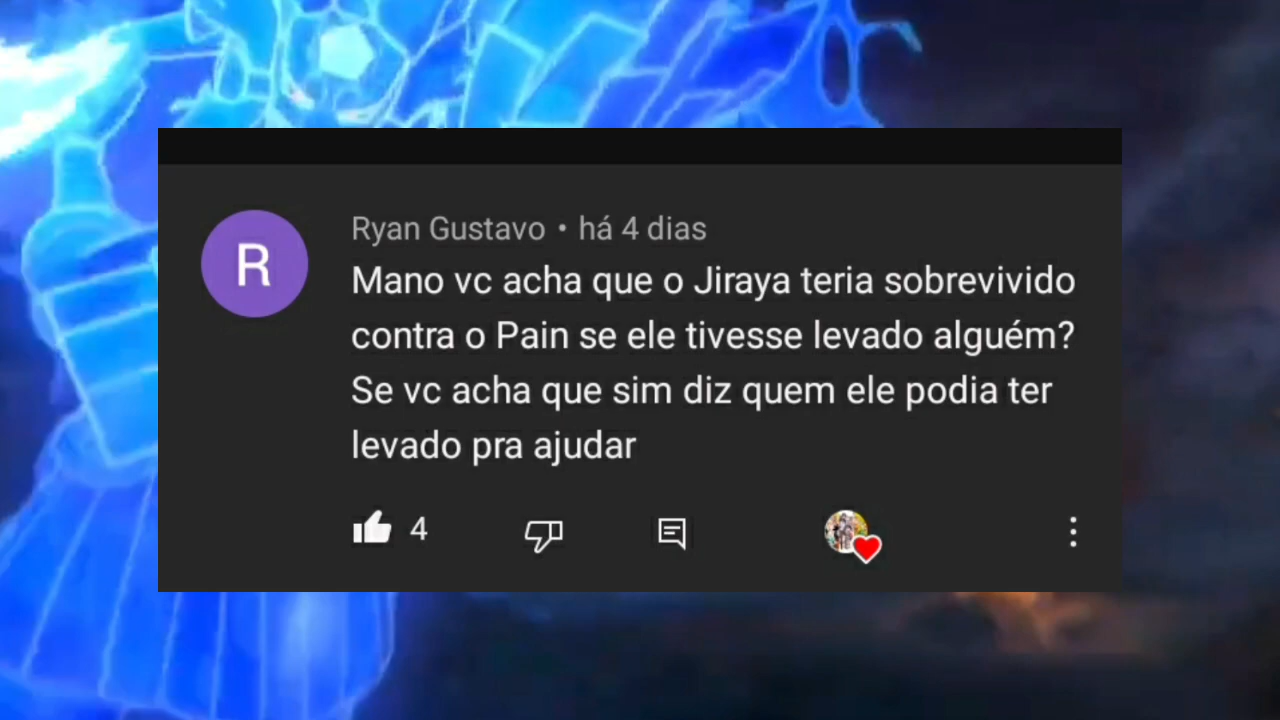 R
Ryan Gustavo • há 4 dias
Mano vc acha que o Jiraya teria sobrevivido
contra o Pain se ele tivesse levado alguém?
Se vc acha que sim diz quem ele podia ter
levado pra ajudar
4